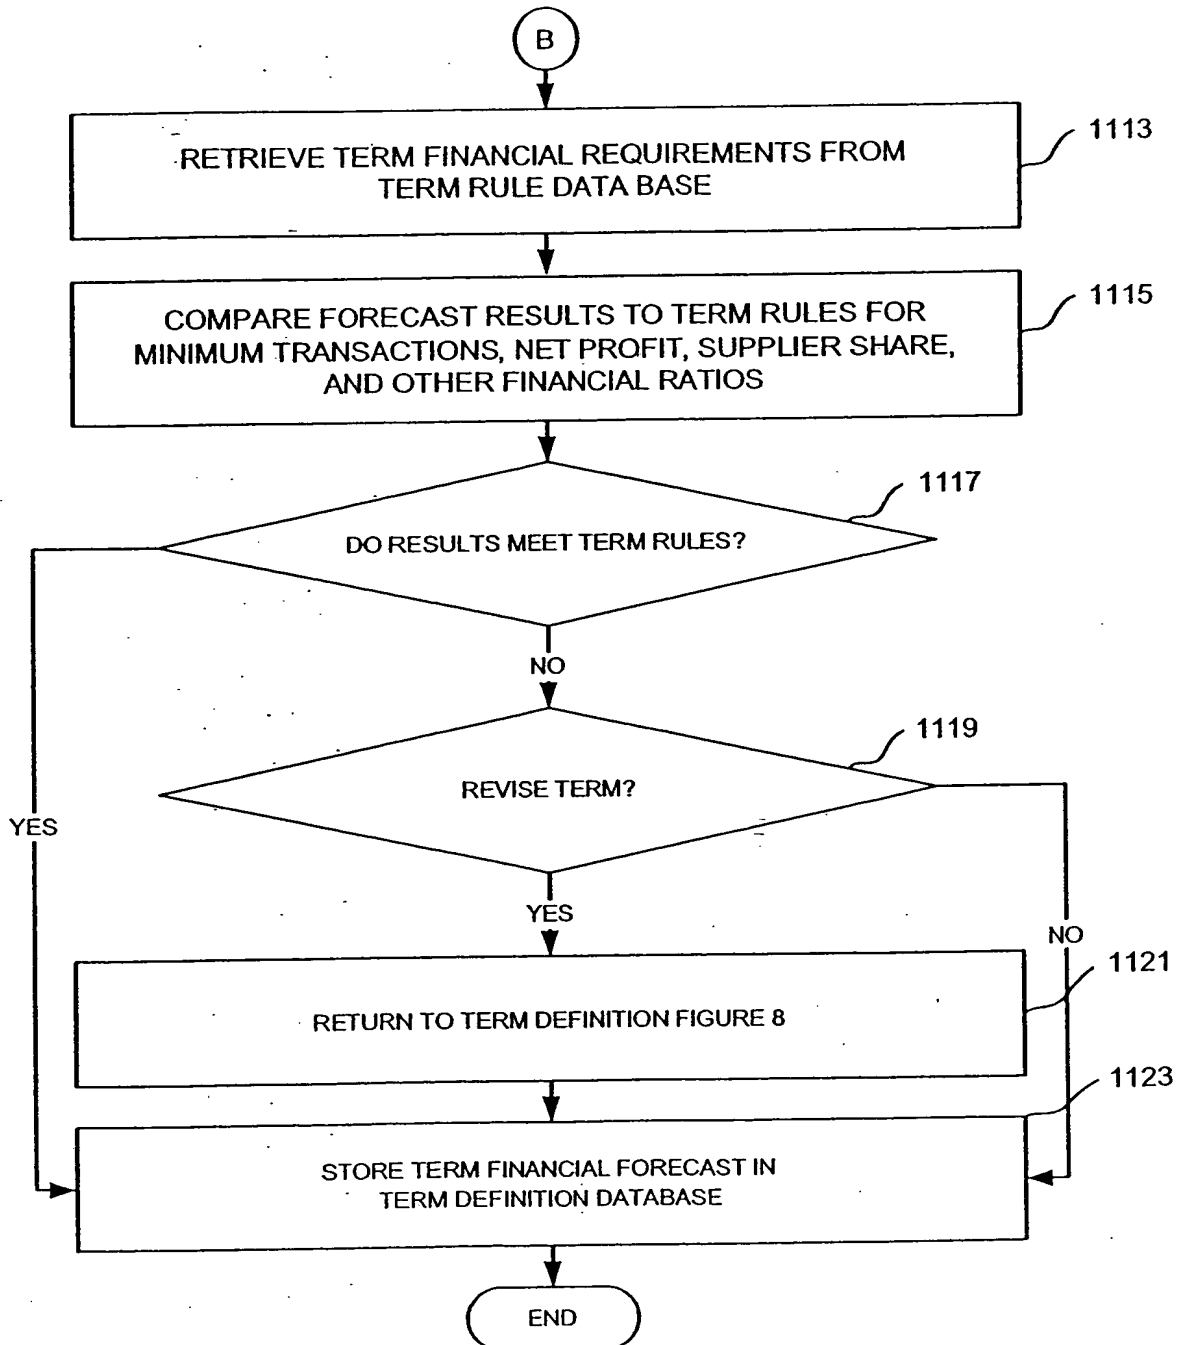 B
RETRIEVE TERM FINANCIAL REQUIREMENTS FROM
TERM RULE DATA BASE
1113
COMPARE FORECAST RESULTS TO TERM RULES FOR
MINIMUM TRANSACTIONS, NET PROFIT, SUPPLIER SHARE,
AND OTHER FINANCIAL RATIOS
1115
DO RESULTS MEET TERM RULES?
1117
NO
REVISE TERM?
1119
YES
YES
NO
RETURN TO TERM DEFINITION FIGURE 8
1121
STORE TERM FINANCIAL FORECAST IN
TERM DEFINITION DATABASE
1123
END